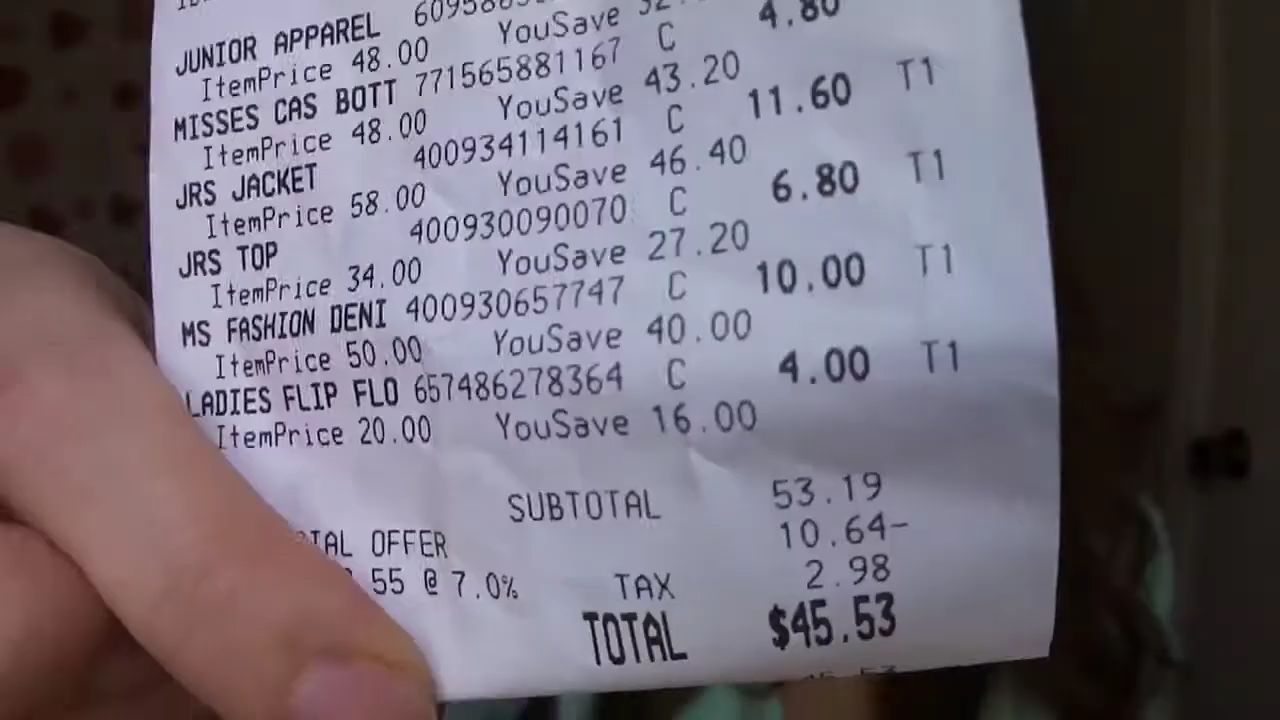 JUNIOR APPAREL
ItemPrice 48.00 YouSave
MISSES CAS BOTT 771565881167 C 4.80
ItemPrice 48.00 YouSave 43.20
JRS JACKET 400934114161 C 11.60 T1
ItemPrice 58.00 YouSave 46.40
JRS TOP 400930090070 C 6.80 T1
ItemPrice 34.00 YouSave 27.20
MS FASHION DENI 400930657747 C 10.00 T1
ItemPrice 50.00 YouSave 40.00
LADIES FLIP FLO 657486278364 C 4.00 T1
ItemPrice 20.00 YouSave 16.00
SUBTOTAL 53.19
OFFER 10.64-
55 @ 7.0% TAX 2.98
TOTAL $45.53